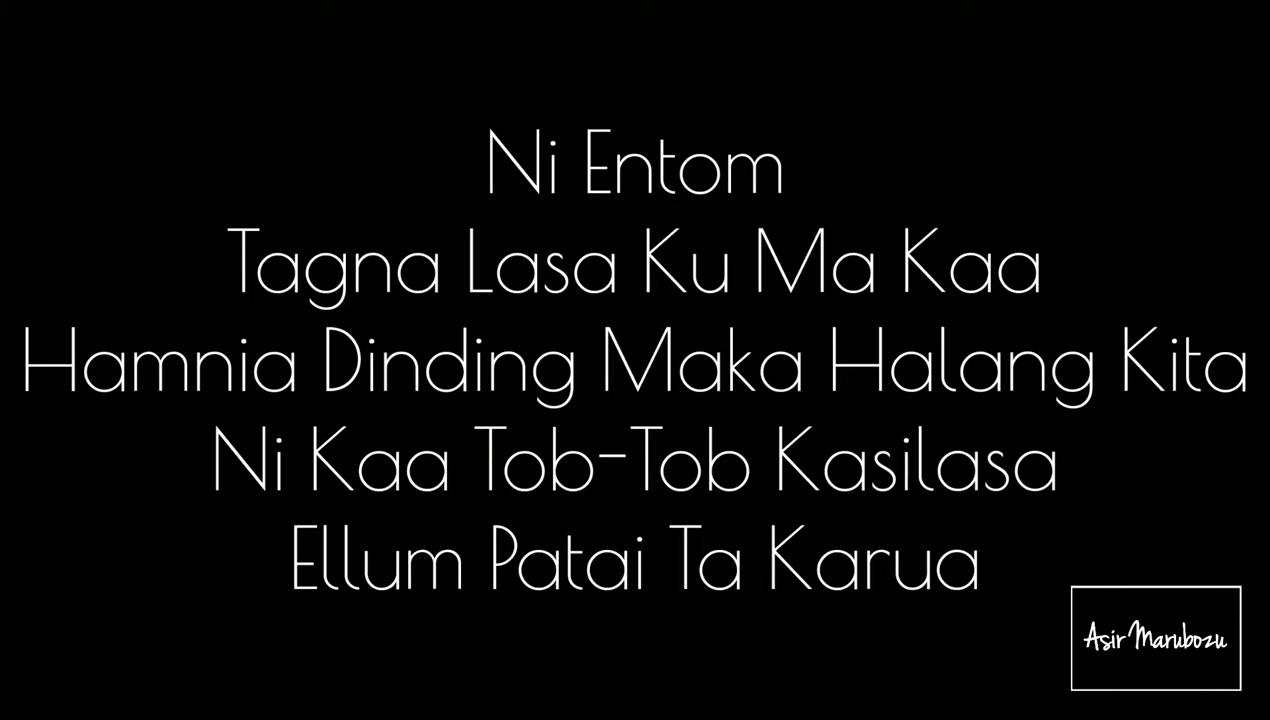 Ni Entom
Tagna Lasa Ku Ma Kaa
Hamnia Dinding Maka Halang Kita
Ni Kaa Tob-Tob Kasilasa
Ellum Patai Ta Karua
Asir Marubozu